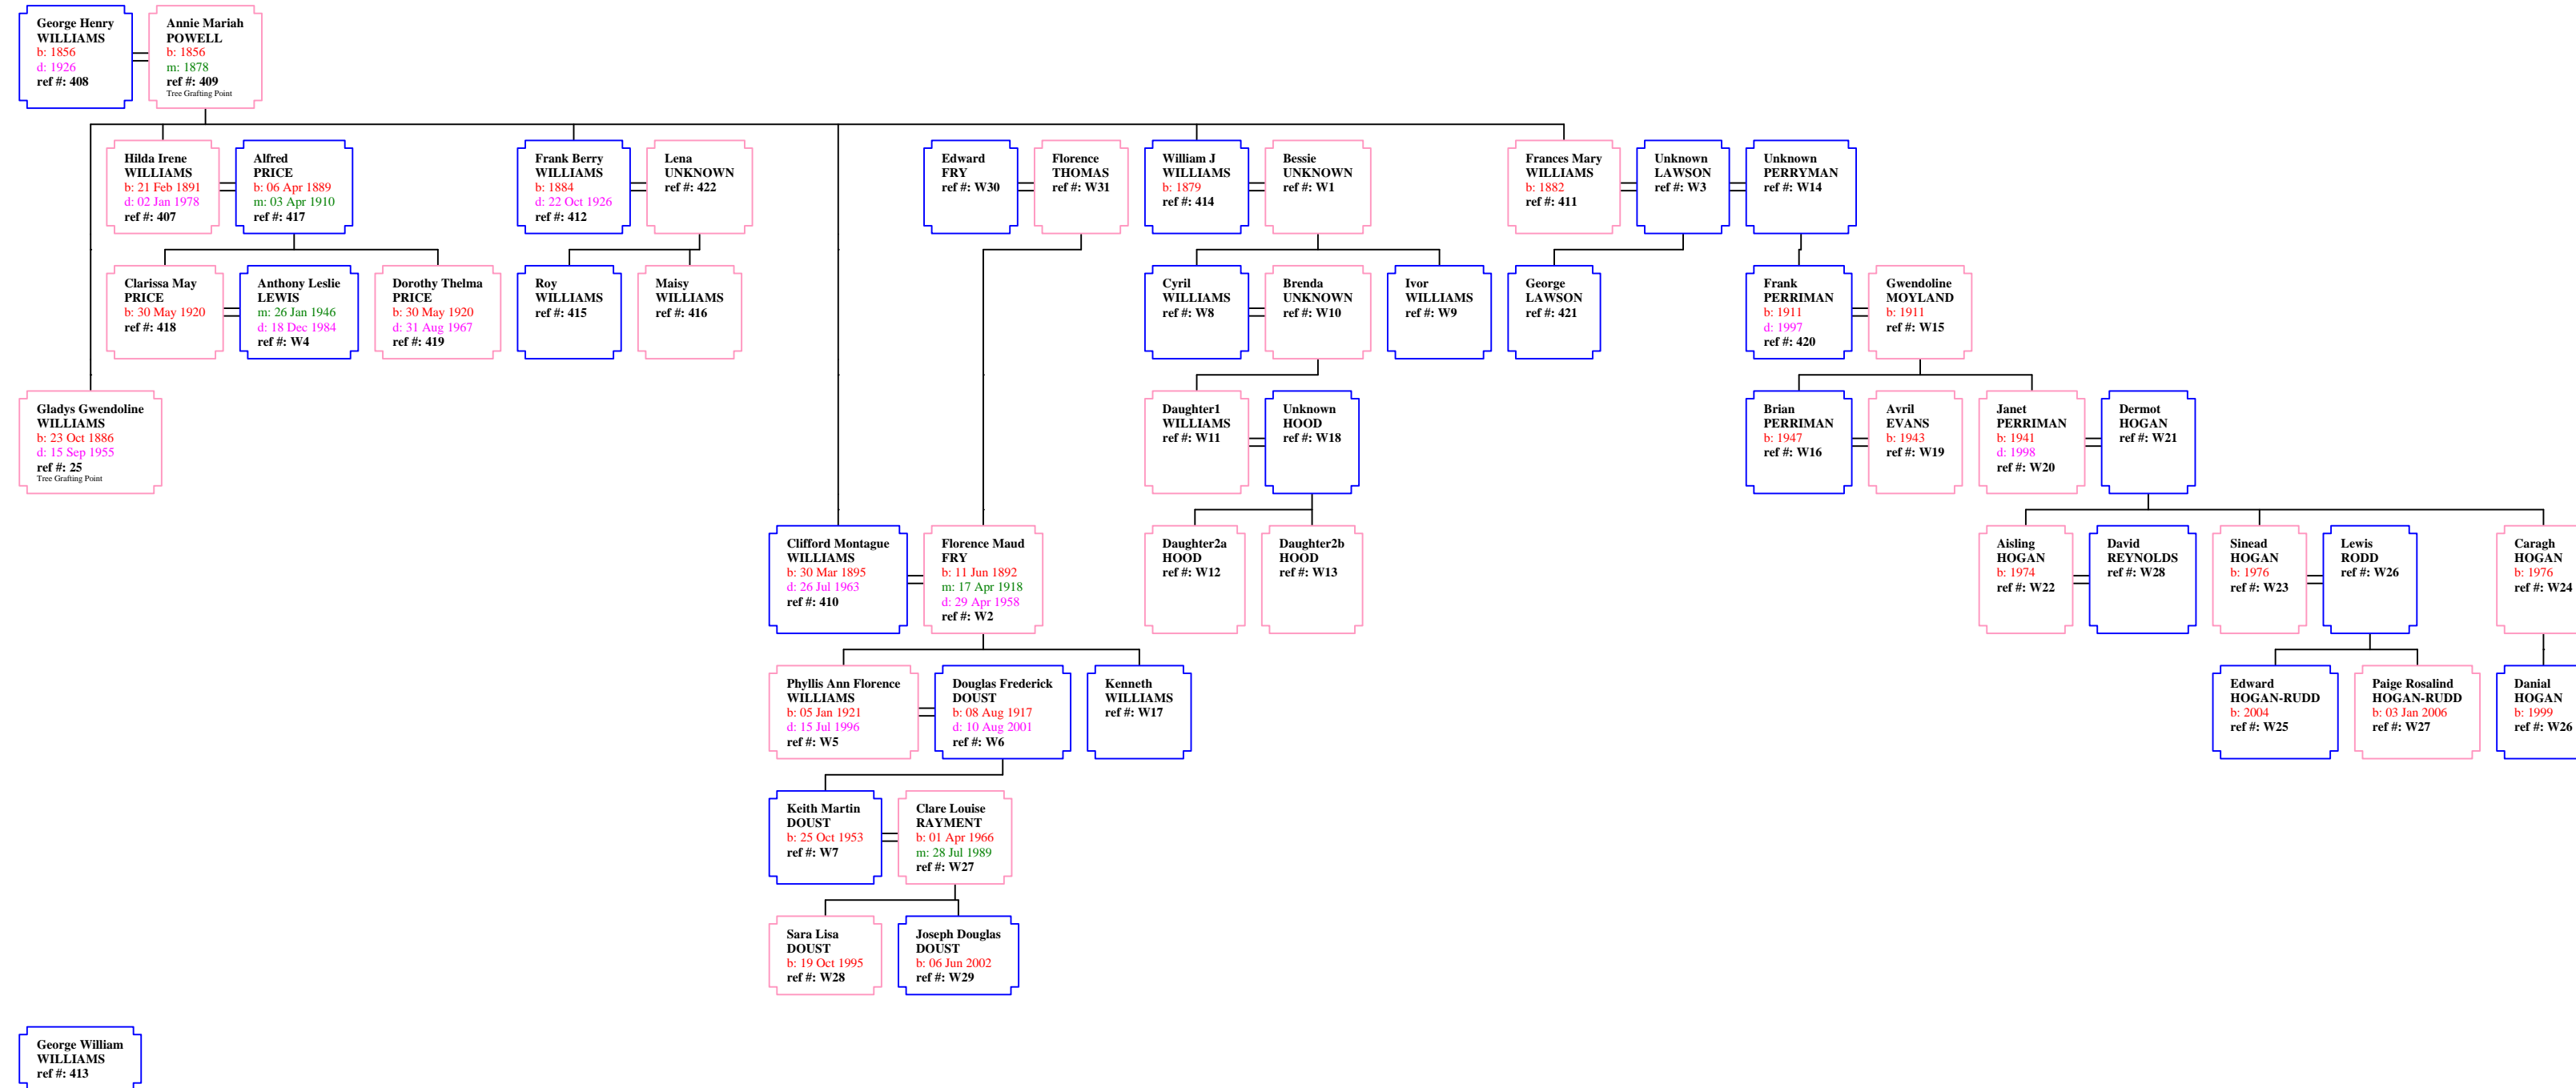 George Henry
WILLIAMS
b: 1856
d: 1926
ref #: 408
Annie Mariah
POWELL
b: 1856
m: 1878
ref #: 409
Tree Grafting Point
Hilda Irene
WILLIAMS
b: 21 Feb 1891
d: 02 Jan 1978
ref #: 407
Alfred
PRICE
b: 06 Apr 1889
m: 03 Apr 1910
ref #: 417
Frank Berry
WILLIAMS
b: 1884
d: 22 Oct 1926
ref #: 412
Lena
UNKNOWN
ref #: 422
Edward
FRY
ref #: W30
Florence
THOMAS
ref #: W31
William J
WILLIAMS
b: 1879
ref #: 414
Bessie
UNKNOWN
ref #: W1
Frances Mary
WILLIAMS
b: 1882
ref #: 411
Unknown
LAWSON
ref #: W3
Unknown
PERRYMAN
ref #: W14
Clarissa May
PRICE
b: 30 May 1920
ref #: 418
Anthony Leslie
LEWIS
m: 26 Jan 1946
d: 18 Dec 1984
ref #: W4
Dorothy Thelma
PRICE
b: 30 May 1920
d: 31 Aug 1967
ref #: 419
Roy
WILLIAMS
ref #: 415
Maisy
WILLIAMS
ref #: 416
Cyril
WILLIAMS
ref #: W8
Brenda
UNKNOWN
ref #: W10
Ivor
WILLIAMS
ref #: W9
George
LAWSON
ref #: 421
Frank
PERRIMAN
b: 1911
d: 1997
ref #: 420
Gwendoline
MOYLAND
b: 1911
ref #: W15
Gladys Gwendoline
WILLIAMS
b: 23 Oct 1886
d: 15 Sep 1955
ref #: 25
Tree Grafting Point
Daughter1
WILLIAMS
ref #: W11
Unknown
HOOD
ref #: W18
Brian
PERRIMAN
b: 1947
ref #: W16
Avril
EVANS
b: 1943
ref #: W19
Janet
PERRIMAN
b: 1941
d: 1998
ref #: W20
Dermot
HOGAN
ref #: W21
Clifford Montague
WILLIAMS
b: 30 Mar 1895
d: 26 Jul 1963
ref #: 410
Florence Maud
FRY
b: 11 Jun 1892
m: 17 Apr 1918
d: 29 Apr 1958
ref #: W2
Daughter2a
HOOD
ref #: W12
Daughter2b
HOOD
ref #: W13
Aisling
HOGAN
b: 1974
ref #: W22
David
REYNOLDS
ref #: W28
Sinead
HOGAN
b: 1976
ref #: W23
Lewis
RODD
ref #: W26
Caragh
HOGAN
b: 1976
ref #: W24
Phyllis Ann Florence
WILLIAMS
b: 05 Jan 1921
d: 15 Jul 1996
ref #: W5
Douglas Frederick
DOUST
b: 08 Aug 1917
d: 10 Aug 2001
ref #: W6
Kenneth
WILLIAMS
ref #: W17
Edward
HOGAN-RUDD
b: 2004
ref #: W25
Paige Rosalind
HOGAN-RUDD
b: 03 Jan 2006
ref #: W27
Danial
HOGAN
b: 1999
ref #: W26
Keith Martin
DOUST
b: 25 Oct 1953
ref #: W7
Clare Louise
RAYMENT
b: 01 Apr 1966
m: 28 Jul 1989
ref #: W27
Sara Lisa
DOUST
b: 19 Oct 1995
ref #: W28
Joseph Douglas
DOUST
b: 06 Jun 2002
ref #: W29
George William
WILLIAMS
ref #: 413